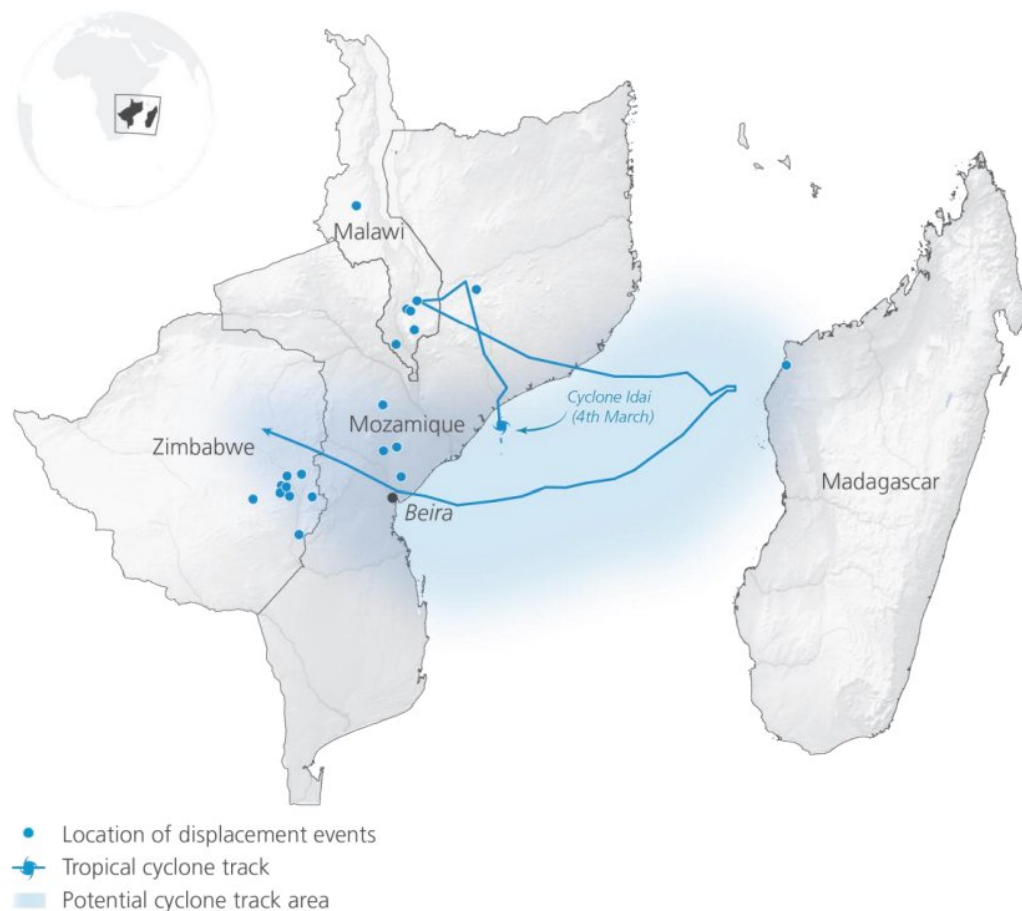 Malawi
Cyclone Idai
(4th March)
Mozamique
Zimbabwe
Madagascar
Beira
Location of displacement events
Tropical cyclone track
Potential cyclone track area